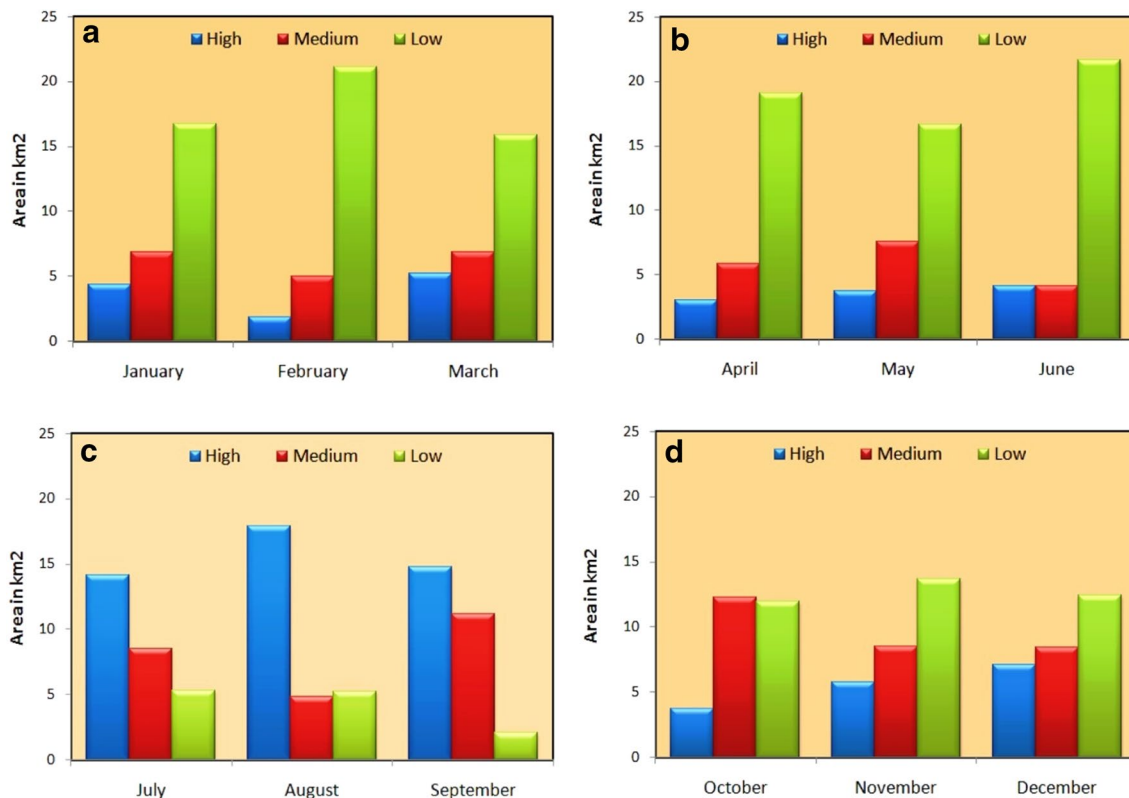 a
High Medium Low
25
20
15
10
5
0
Area in km2
January February March
b
High Medium Low
25
20
15
10
5
0
Area in km2
April May June
c
High Medium Low
25
20
15
10
5
0
Area in km2
July August September
d
High Medium Low
25
20
15
10
5
0
Area in km2
October November December